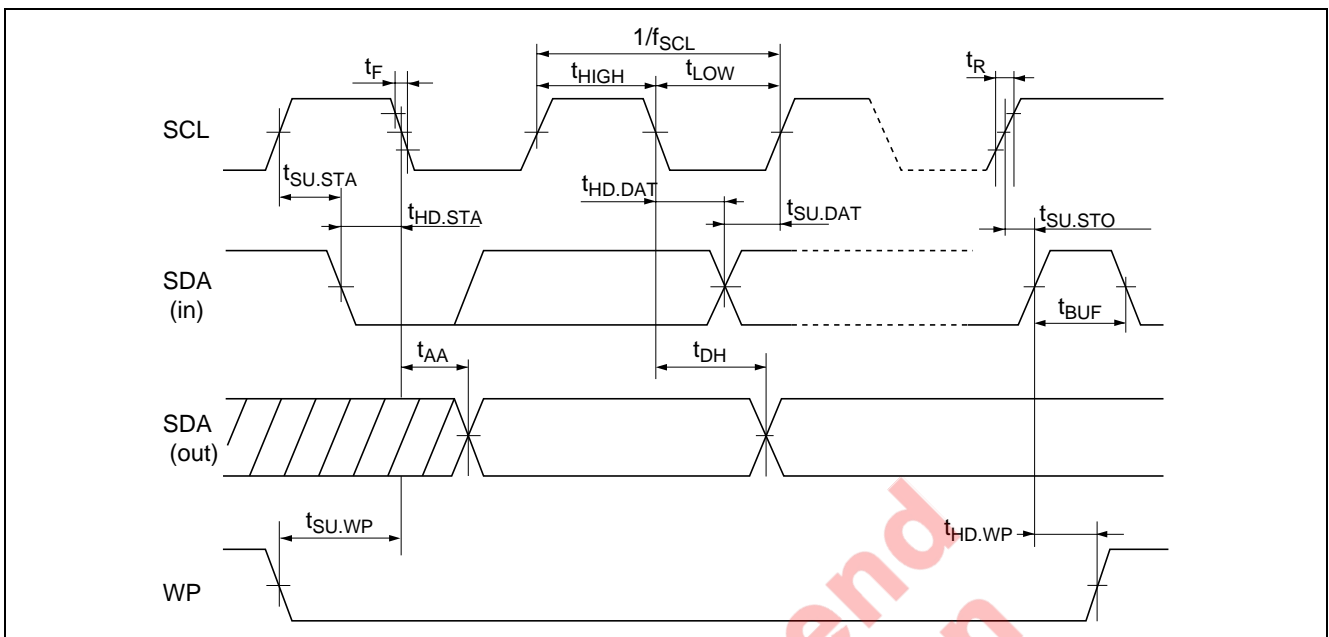 1/fSCL
tF
tHIGH
tLOW
tR
SCL
tSU.STA
tHD.STA
tHD.DAT
tSU.DAT
tSU.STO
SDA
(in)
tBUF
tAA
tDH
SDA
(out)
tSU.WP
tHD.WP
end
WP